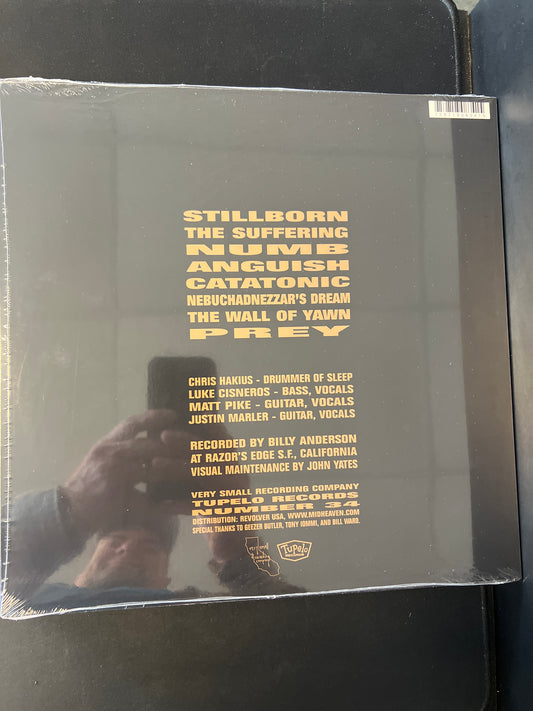 STILLBORN
THE SUFFERING
NUMB
ANGUISH
CATATONIC
NEBUCHADNEZZAR'S DREAM
THE WALL OF YAWN
PREY
CHRIS HAKIUS - DRUMMER OF SLEEP
LUKE CISNEROS - BASS, VOCALS
MATT PIKE - GUITAR, VOCALS
JUSTIN MARLER - GUITAR, VOCALS
RECORDED BY BILLY ANDERSON
AT RAZOR'S EDGE S.F., CALIFORNIA
VISUAL MAINTENANCE BY JOHN YATES
VERY SMALL RECORDING COMPANY
TUPELO RECORDS
NUMBER 34
DISTRIBUTION: REVOLVER USA, WWW.MIDHEAVEN.COM
SPECIAL THANKS TO GEEZER BUTLER, TONY IOMMI, AND BILL WARD.
Tupelo